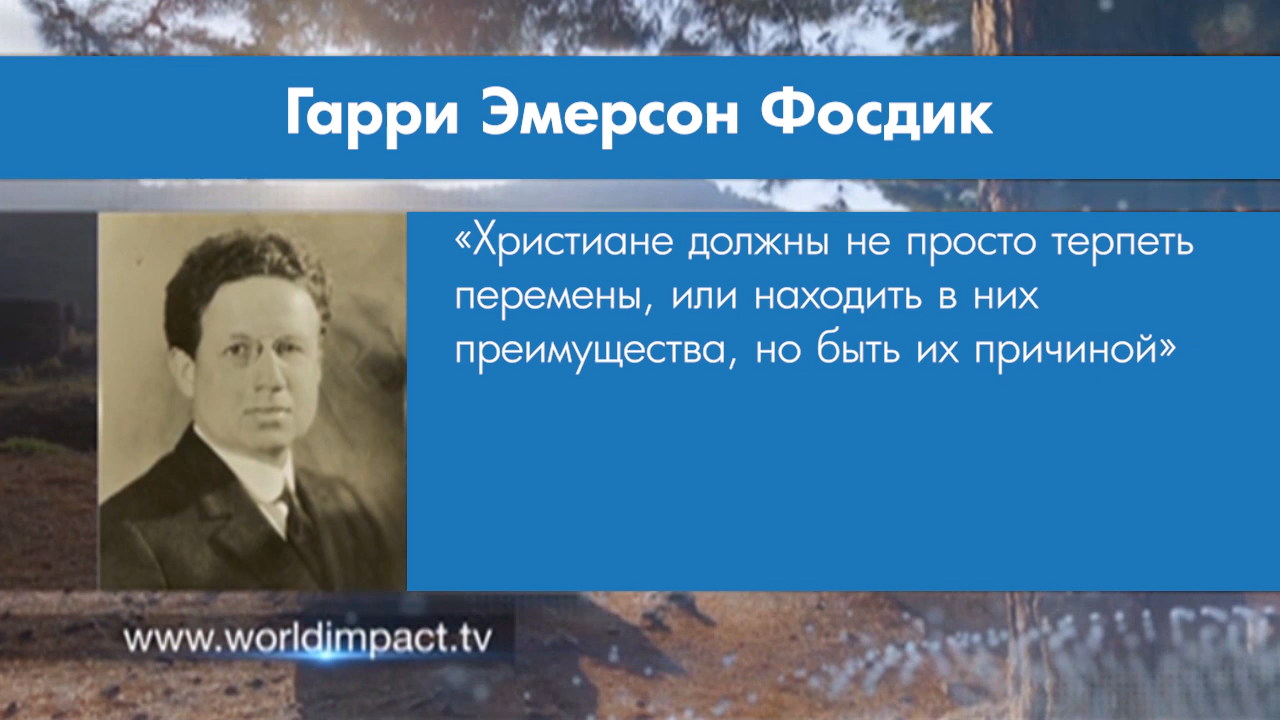 Гарри Эмерсон Фосдик
«Христиане должны не просто терпеть
перемены, или находить в них
преимущества, но быть их причиной»
www.worldimpact.tv